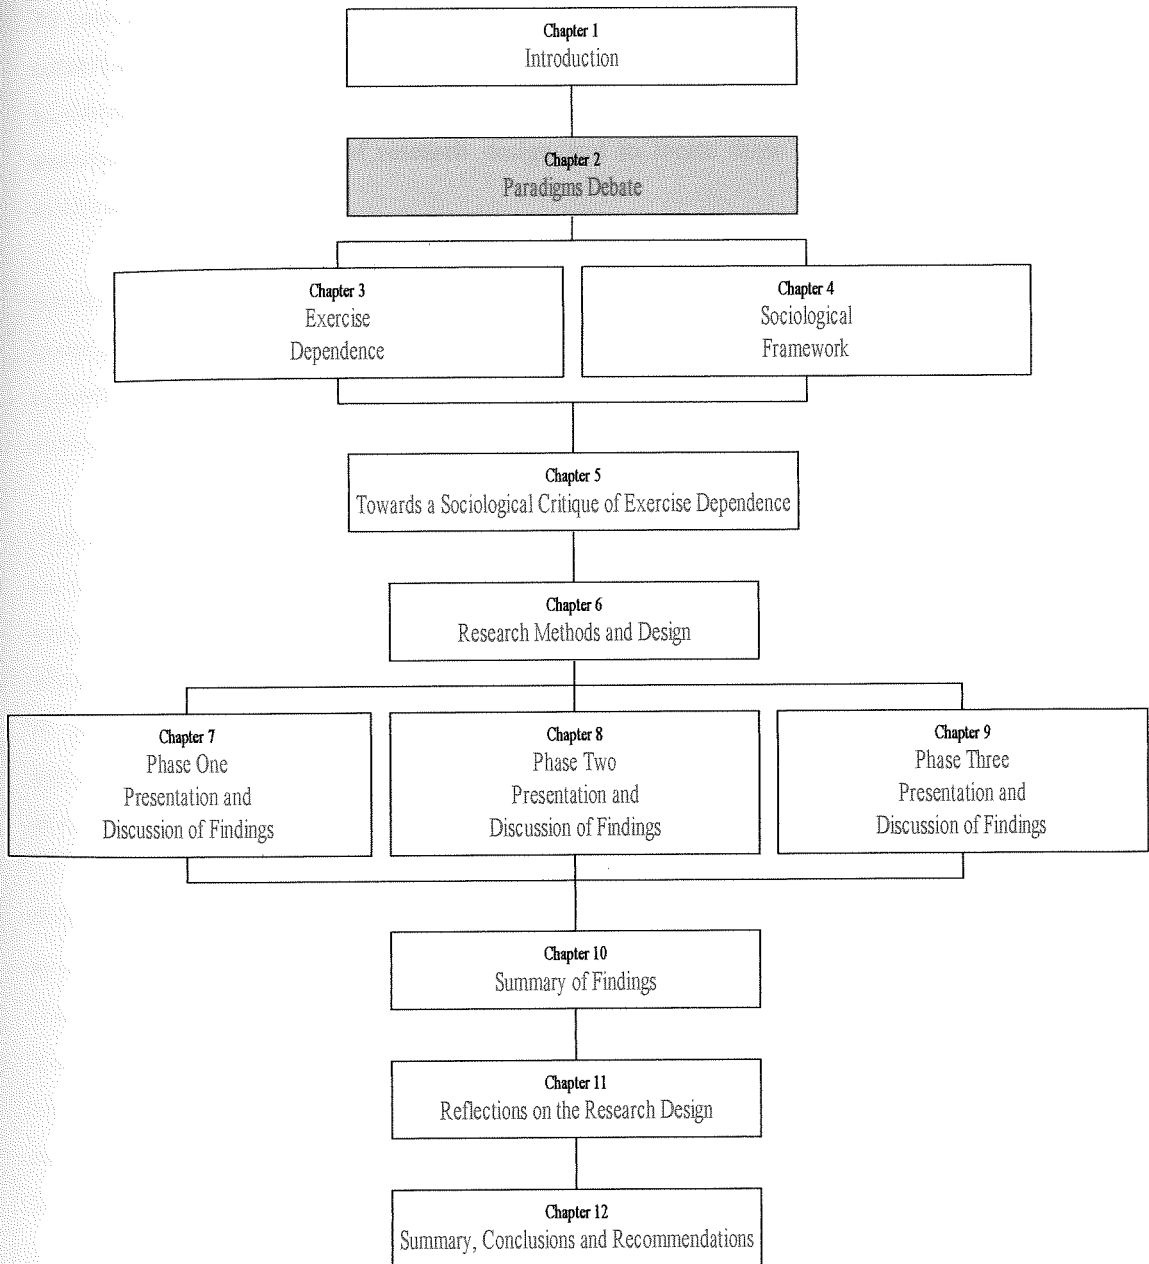 Chapter 1
Introduction
Chapter 2
Paradigms Debate
Chapter 3
Exercise
Dependence
Chapter 4
Sociological
Framework
Chapter 5
Towards a Sociological Critique of Exercise Dependence
Chapter 6
Research Methods and Design
Chapter 7
Phase One
Presentation and
Discussion of Findings
Chapter 8
Phase Two
Presentation and
Discussion of Findings
Chapter 9
Phase Three
Presentation and
Discussion of Findings
Chapter 10
Summary of Findings
Chapter 11
Reflections on the Research Design
Chapter 12
Summary, Conclusions and Recommendations